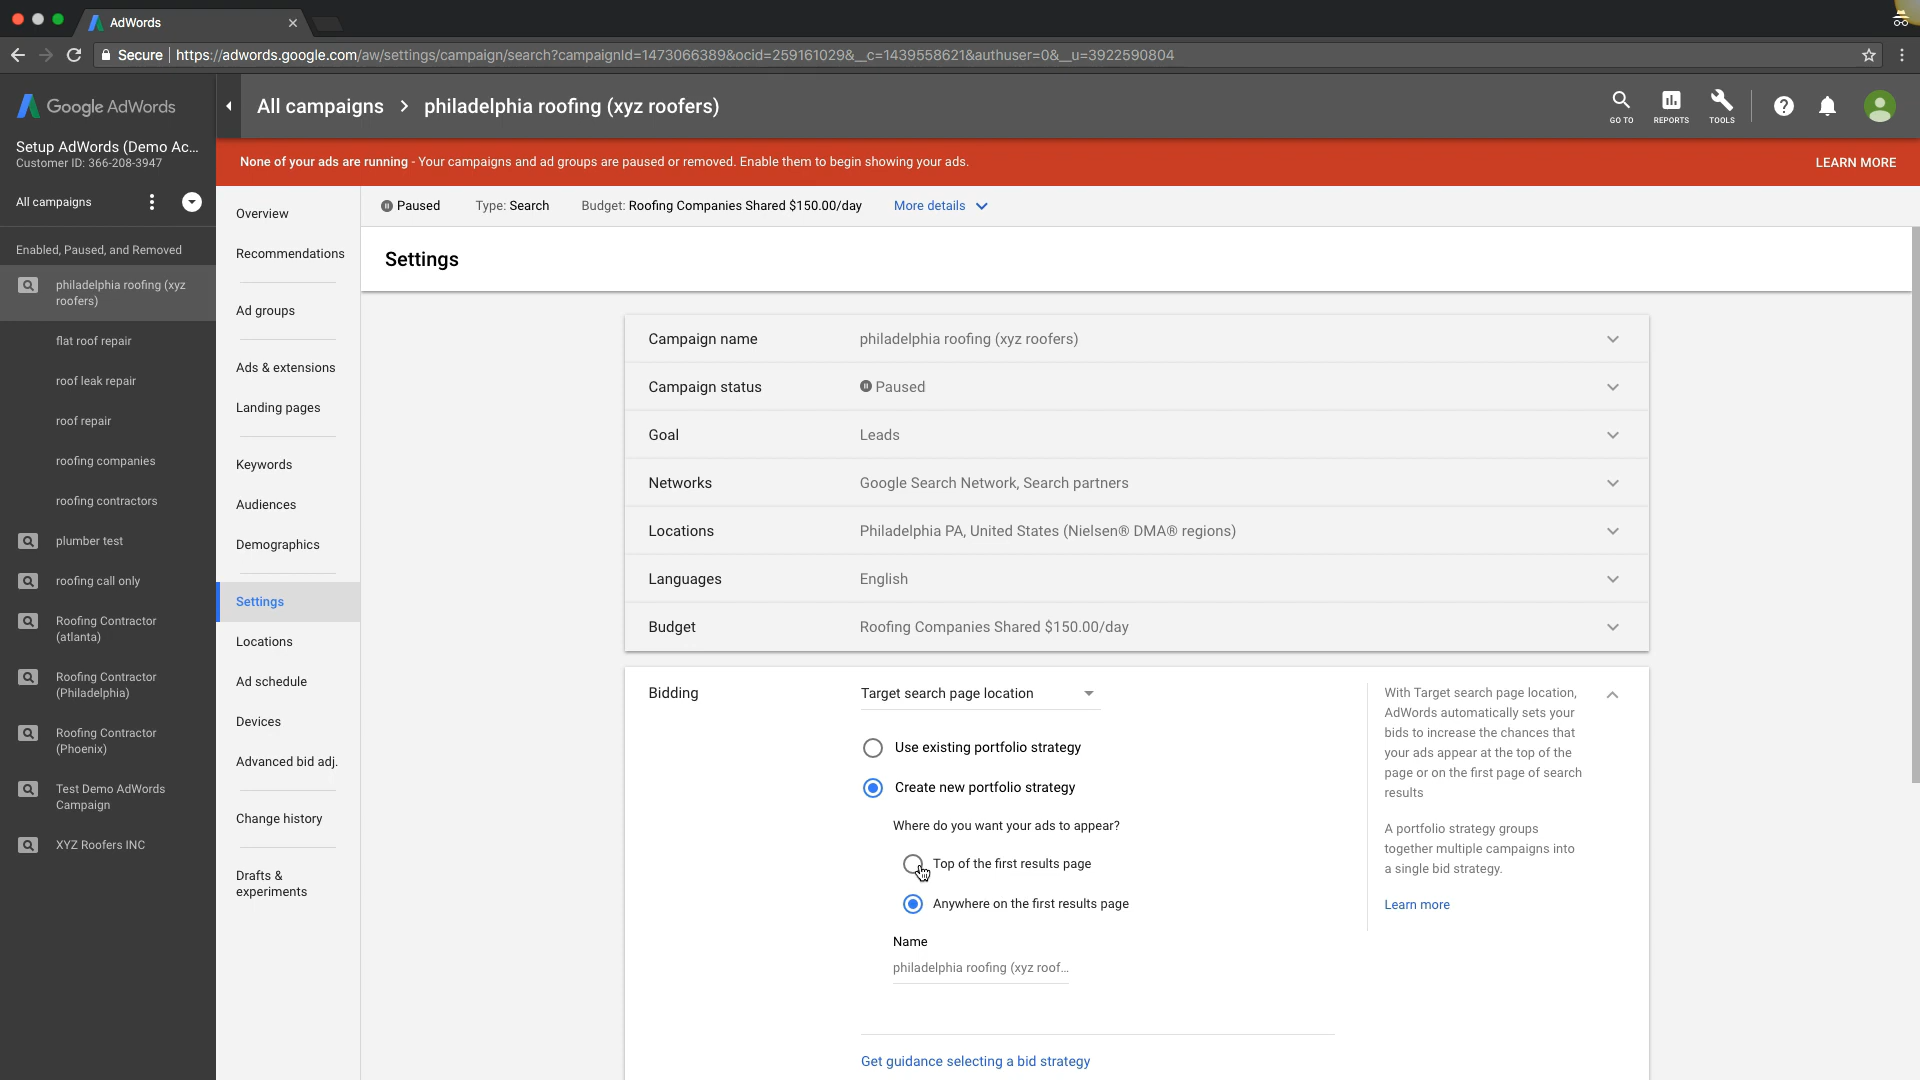 AdWords
Secure https://adwords.google.com/aw/settings/campaign/search?campaignId=1473066389&ocid=259161029&__c=1439558621&authuser=0&__u=3922590804
Google AdWords
All campaigns > philadelphia roofing (xyz roofers)
GO TO
REPORTS
TOOLS
Setup AdWords (Demo Ac...
Customer ID: 366-208-3947
None of your ads are running - Your campaigns and ad groups are paused or removed. Enable them to begin showing your ads.
LEARN MORE
All campaigns
Enabled, Paused, and Removed
philadelphia roofing (xyz
roofers)
flat roof repair
roof leak repair
roof repair
roofing companies
roofing contractors
plumber test
roofing call only
Roofing Contractor
(atlanta)
Roofing Contractor
(Philadelphia)
Roofing Contractor
(Phoenix)
Test Demo AdWords
Campaign
XYZ Roofers INC
Overview
Recommendations
Ad groups
Ads & extensions
Landing pages
Keywords
Audiences
Demographics
Settings
Locations
Ad schedule
Devices
Advanced bid adj.
Change history
Drafts &
experiments
Paused Type: Search Budget: Roofing Companies Shared $150.00/day More details
Settings
Campaign name philadelphia roofing (xyz roofers)
Campaign status Paused
Goal Leads
Networks Google Search Network, Search partners
Locations Philadelphia PA, United States (Nielsen® DMA® regions)
Languages English
Budget Roofing Companies Shared $150.00/day
Bidding Target search page location
Use existing portfolio strategy
Create new portfolio strategy
Where do you want your ads to appear?
Top of the first results page
Anywhere on the first results page
Name
philadelphia roofing (xyz roof...
Get guidance selecting a bid strategy
With Target search page location,
AdWords automatically sets your
bids to increase the chances that
your ads appear at the top of the
page or on the first page of search
results
A portfolio strategy groups
together multiple campaigns into
a single bid strategy.
Learn more